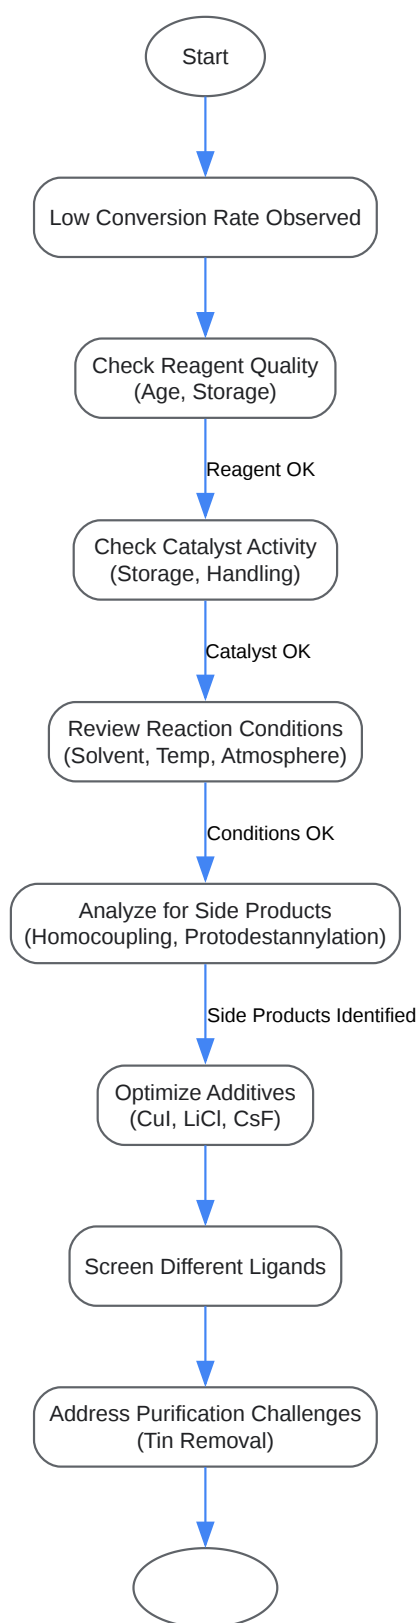 Start
Low Conversion Rate Observed
Check Reagent Quality
(Age, Storage)
Reagent OK
Check Catalyst Activity
(Storage, Handling)
Catalyst OK
Review Reaction Conditions
(Solvent, Temp, Atmosphere)
Conditions OK
Analyze for Side Products
(Homocoupling, Protodestannylation)
Side Products Identified
Optimize Additives
(CuI, LiCl, CsF)
Screen Different Ligands
Address Purification Challenges
(Tin Removal)